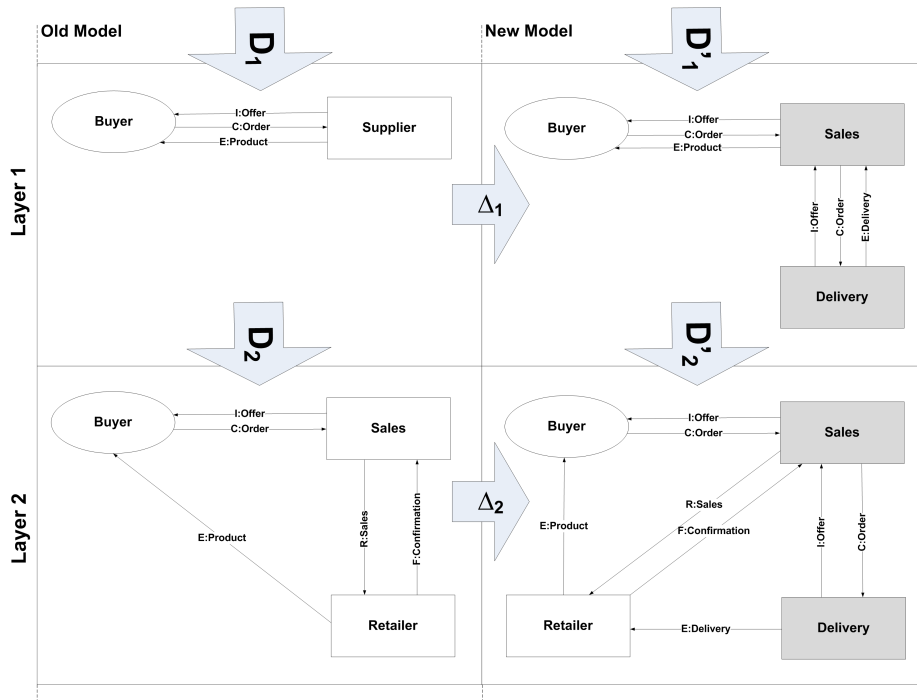 Old Model
New Model
D1
D'1
Layer 1
Buyer
I:Offer
C:Order
E:Product
Supplier
Δ1
Buyer
I:Offer
C:Order
E:Product
Sales
I:Offer
C:Order
E:Delivery
Delivery
D2
D'2
Layer 2
Buyer
I:Offer
C:Order
Sales
E:Product
R:Sales
F:Confirmation
Retailer
Δ2
Buyer
I:Offer
C:Order
Sales
E:Product
R:Sales
F:Confirmation
I:Offer
C:Order
Retailer
E:Delivery
Delivery